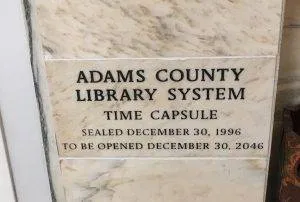 ADAMS COUNTY
LIBRARY SYSTEM
TIME CAPSULE
SEALED DECEMBER 30, 1996
TO BE OPENED DECEMBER 30, 2046